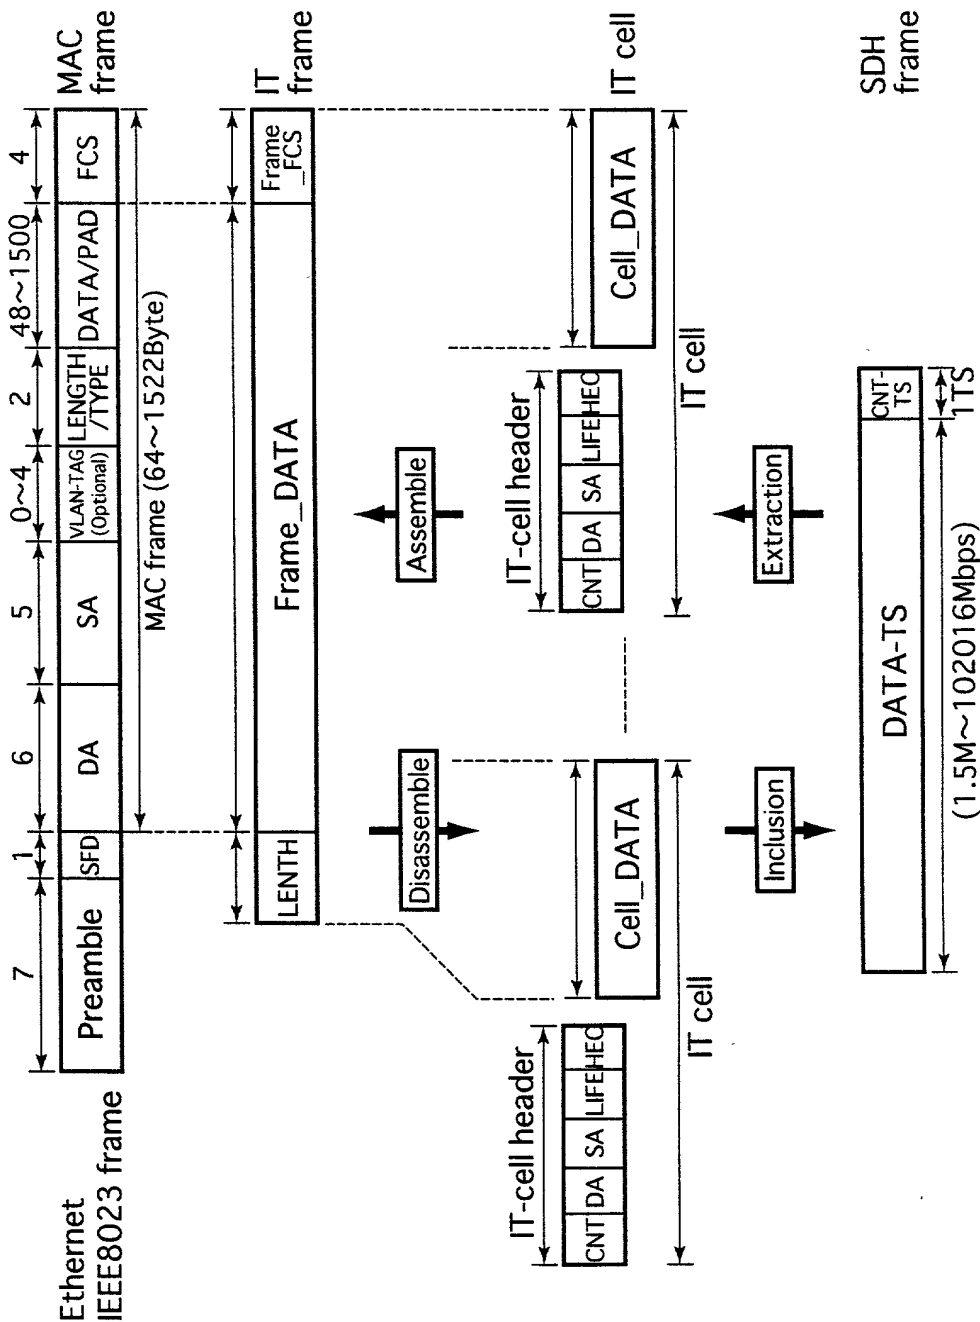 Ethernet
IEEE8023 frame
7
1
6
5
0~4
2
48~1500
4
Preamble
SFD
DA
SA
VLAN-TAG
(Optional)
LENGTH
/TYPE
DATA/PAD
FCS
MAC
frame
MAC frame (64~1522Byte)
LENTH
Frame_DATA
Frame
_FCS
IT
frame
Disassemble
Assemble
IT-cell header
CNT
DA
SA
LIFE
HEC
Cell_DATA
IT cell
IT-cell header
CNT
DA
SA
LIFE
HEC
Cell_DATA
IT cell
IT cell
Inclusion
Extraction
DATA-TS
CNT-
TS
SDH
frame
(1.5M~102016Mbps)
1TS